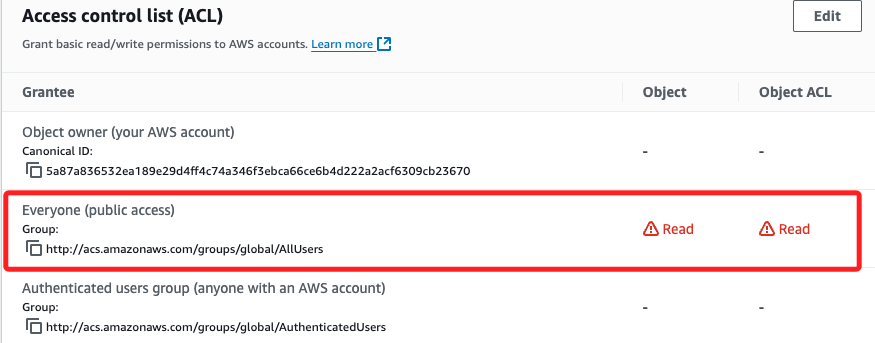 Access control list (ACL)
Edit
Grant basic read/write permissions to AWS accounts. Learn more
Grantee Object Object ACL
Object owner (your AWS account)
Canonical ID:
5a87a836532ea189e29d4ff4c74a346f3ebca66ce6b4d222a2acf6309cb23670
- -
Everyone (public access)
Group:
http://acs.amazonaws.com/groups/global/AllUsers
Read Read
Authenticated users group (anyone with an AWS account)
Group:
http://acs.amazonaws.com/groups/global/AuthenticatedUsers
- -